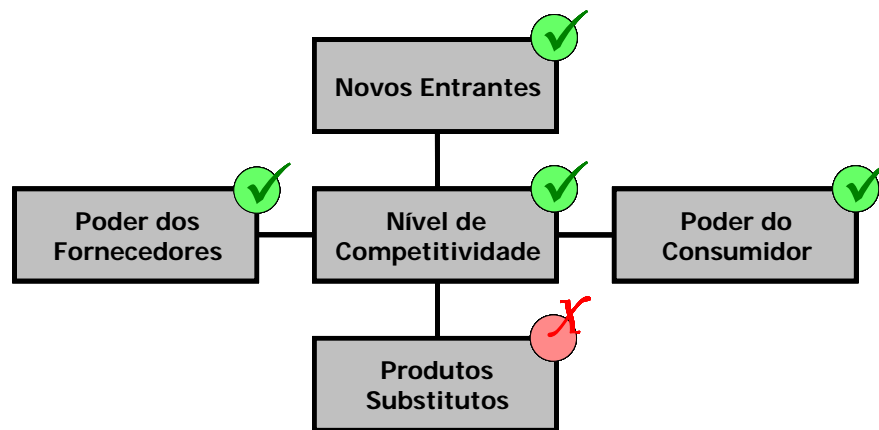 Novos Entrantes
Poder dos
Fornecedores
Nível de
Competitividade
Poder do
Consumidor
Produtos
Substitutos